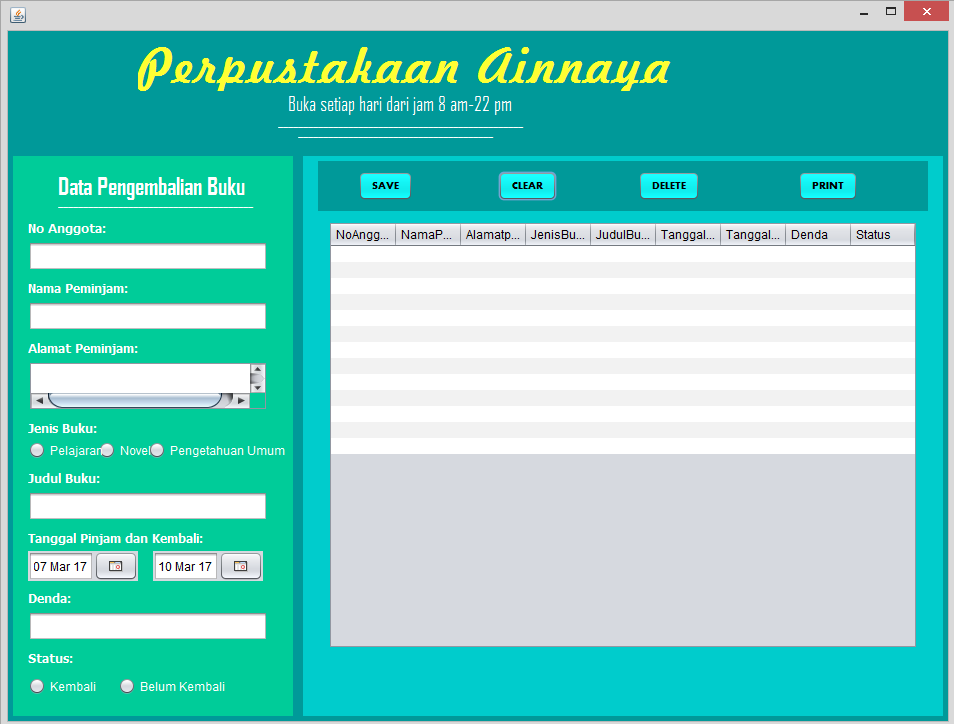 Perpustakaan Ainnaya
Buka setiap hari dari jam 8 am-22 pm
Data Pengembalian Buku
No Anggota:
Nama Peminjam:
Alamat Peminjam:
Jenis Buku:
Pelajaran Novel Pengetahuan Umum
Judul Buku:
Tanggal Pinjam dan Kembali:
07 Mar 17 10 Mar 17
Denda:
Status:
Kembali Belum Kembali
SAVE CLEAR DELETE PRINT
NoAngg... NamaP... Alamatp... JenisBu... JudulBu... Tanggal... Tanggal... Denda Status